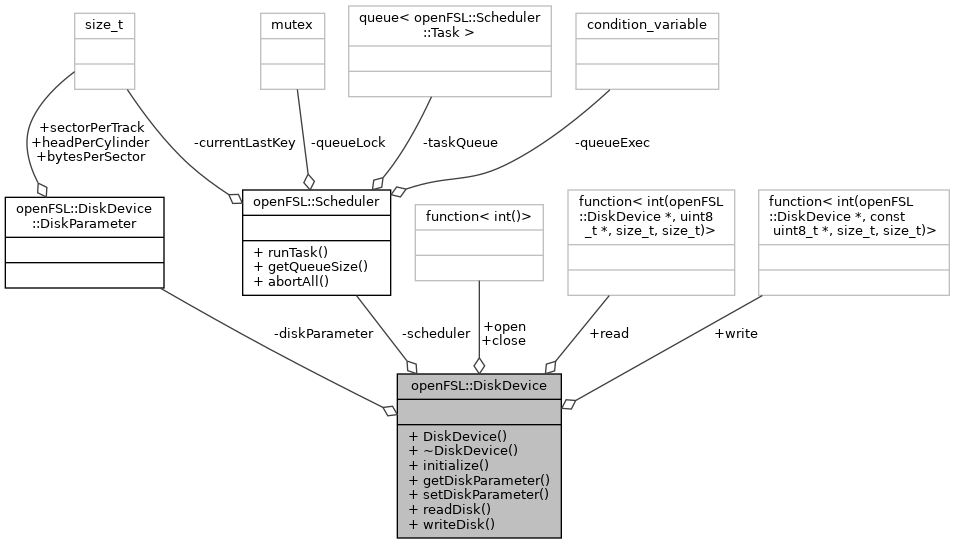 size_t
mutex
queue< openFSL::Scheduler
::Task >
condition_variable
+sectorPerTrack
+headPerCylinder
+bytesPerSector
-currentLastKey
-queueLock
-taskQueue
-queueExec
openFSL::DiskDevice
::DiskParameter
openFSL::Scheduler
+ runTask()
+ getQueueSize()
+ abortAll()
function< int()>
function< int(openFSL
::DiskDevice *, uint8
_t *, size_t, size_t)>
function< int(openFSL
::DiskDevice *, const
uint8_t *, size_t, size_t)>
-diskParameter
-scheduler
+open
+close
+read
+write
openFSL::DiskDevice
+ DiskDevice()
+ ~DiskDevice()
+ initialize()
+ getDiskParameter()
+ setDiskParameter()
+ readDisk()
+ writeDisk()